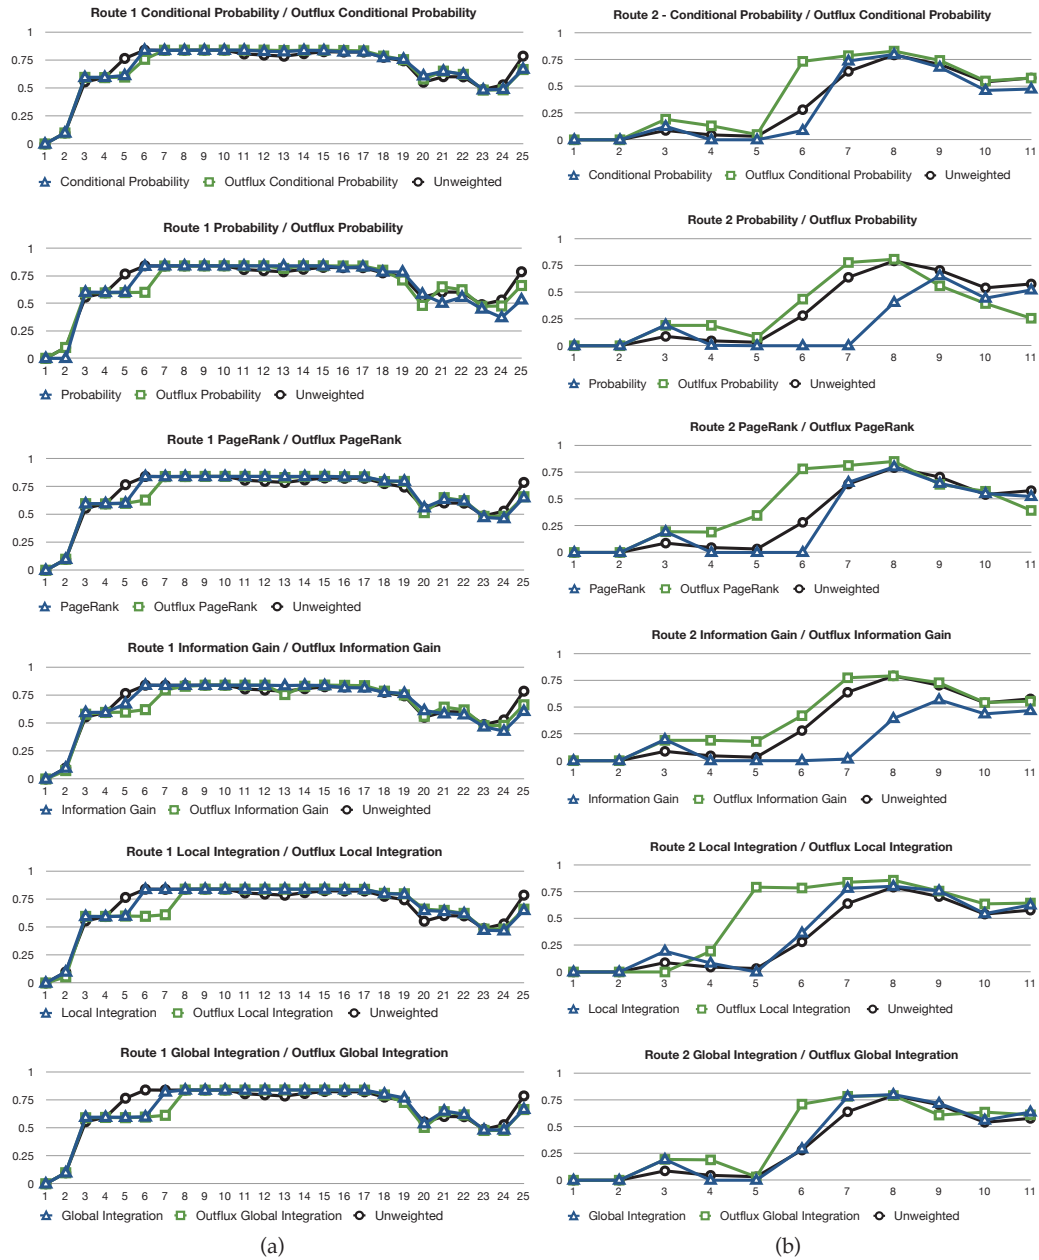 Route 1 Conditional Probability / Outflux Conditional Probability
1
0.75
0.5
0.25
0
1 2 3 4 5 6 7 8 9 10 11 12 13 14 15 16 17 18 19 20 21 22 23 24 25
Conditional Probability Outflux Conditional Probability Unweighted
Route 1 Probability / Outflux Probability
1
0.75
0.5
0.25
0
1 2 3 4 5 6 7 8 9 10 11 12 13 14 15 16 17 18 19 20 21 22 23 24 25
Probability Outflux Probability Unweighted
Route 1 PageRank / Outflux PageRank
1
0.75
0.5
0.25
0
1 2 3 4 5 6 7 8 9 10 11 12 13 14 15 16 17 18 19 20 21 22 23 24 25
PageRank Outflux PageRank Unweighted
Route 1 Information Gain / Outflux Information Gain
1
0.75
0.5
0.25
0
1 2 3 4 5 6 7 8 9 10 11 12 13 14 15 16 17 18 19 20 21 22 23 24 25
Information Gain Outflux Information Gain Unweighted
Route 1 Local Integration / Outflux Local Integration
1
0.75
0.5
0.25
0
1 2 3 4 5 6 7 8 9 10 11 12 13 14 15 16 17 18 19 20 21 22 23 24 25
Local Integration Outflux Local Integration Unweighted
Route 1 Global Integration / Outflux Global Integration
1
0.75
0.5
0.25
0
1 2 3 4 5 6 7 8 9 10 11 12 13 14 15 16 17 18 19 20 21 22 23 24 25
Global Integration Outflux Global Integration Unweighted
(a)
Route 2 - Conditional Probability / Outflux Conditional Probability
1
0.75
0.5
0.25
0
1 2 3 4 5 6 7 8 9 10 11
Conditional Probability Outflux Conditional Probability Unweighted
Route 2 Probability / Outflux Probability
1
0.75
0.5
0.25
0
1 2 3 4 5 6 7 8 9 10 11
Probability Outflux Probability Unweighted
Route 2 PageRank / Outflux PageRank
1
0.75
0.5
0.25
0
1 2 3 4 5 6 7 8 9 10 11
PageRank Outflux PageRank Unweighted
Route 2 Information Gain / Outflux Information Gain
1
0.75
0.5
0.25
0
1 2 3 4 5 6 7 8 9 10 11
Information Gain Outflux Information Gain Unweighted
Route 2 Local Integration / Outflux Local Integration
1
0.75
0.5
0.25
0
1 2 3 4 5 6 7 8 9 10 11
Local Integration Outflux Local Integration Unweighted
Route 2 Global Integration / Outflux Global Integration
1
0.75
0.5
0.25
0
1 2 3 4 5 6 7 8 9 10 11
Global Integration Outflux Global Integration Unweighted
(b)